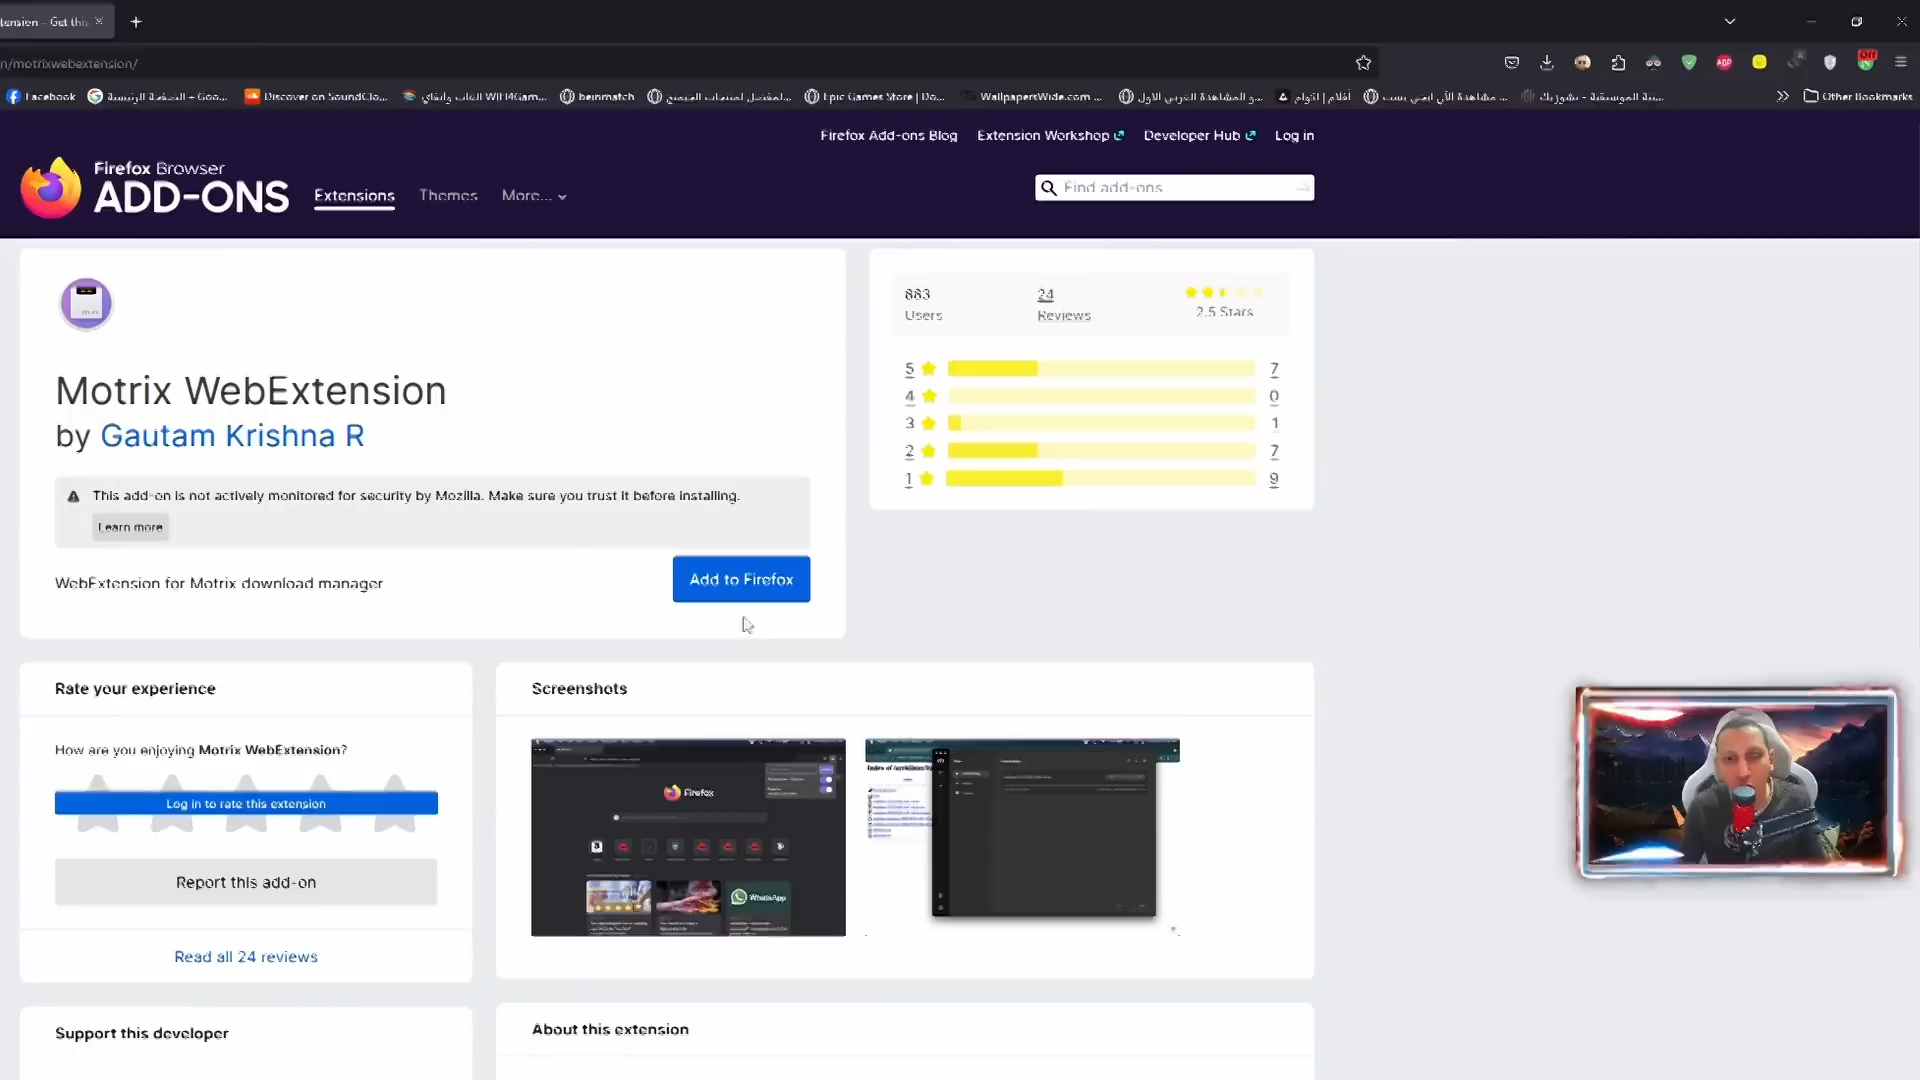 Get this
n/motrixwebextension/
Facebook
Discover on SoundClo...
beinmatch
Epic Games Store | Do...
WallpapersWide.com ...
Other Bookmarks
Firefox Add-ons Blog
Extension Workshop
Developer Hub
Log in
Firefox Browser
ADD-ONS
Extensions
Themes
More...
Find add-ons
Motrix WebExtension
by Gautam Krishna R
This add-on is not actively monitored for security by Mozilla. Make sure you trust it before installing.
Learn more
WebExtension for Motrix download manager
Add to Firefox
883
Users
24
Reviews
2.5 Stars
5 7
4 0
3 1
2 7
1 9
Rate your experience
How are you enjoying Motrix WebExtension?
Log in to rate this extension
Report this add-on
Read all 24 reviews
Screenshots
Firefox
WhatsApp
Support this developer
About this extension